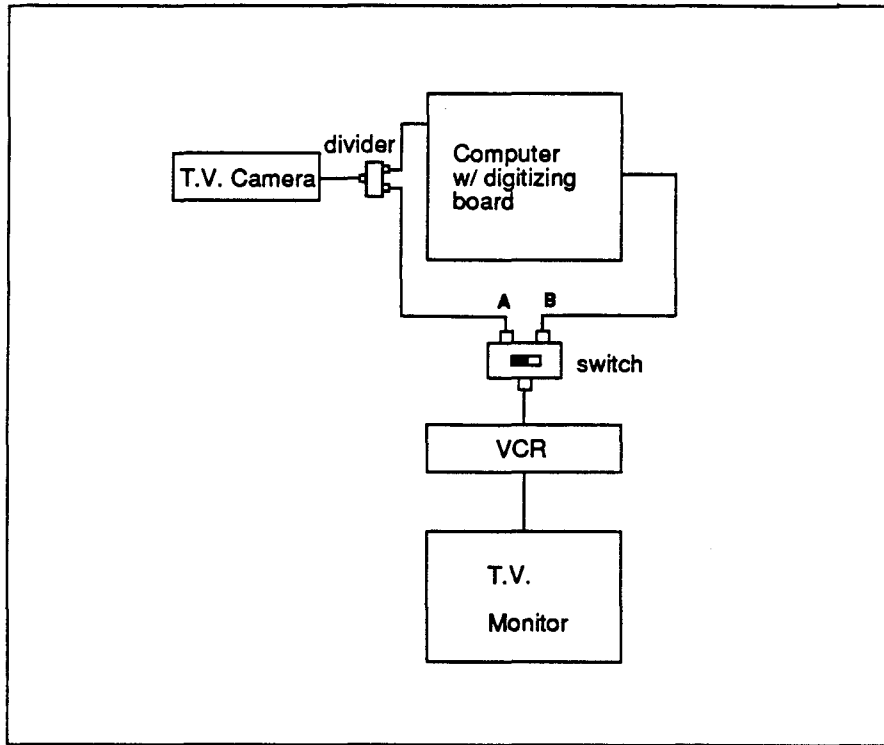 divider
T.V. Camera
Computer
w/ digitizing
board
A B
switch
VCR
T.V.
Monitor